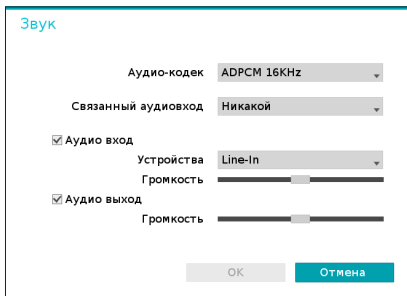 Звук
Аудио-кодек ADPCM 16KHz
Связанный аудиовход Никакой
Аудио вход
Устройства Line-In
Громкость
Аудио выход
Громкость
OK Отмена